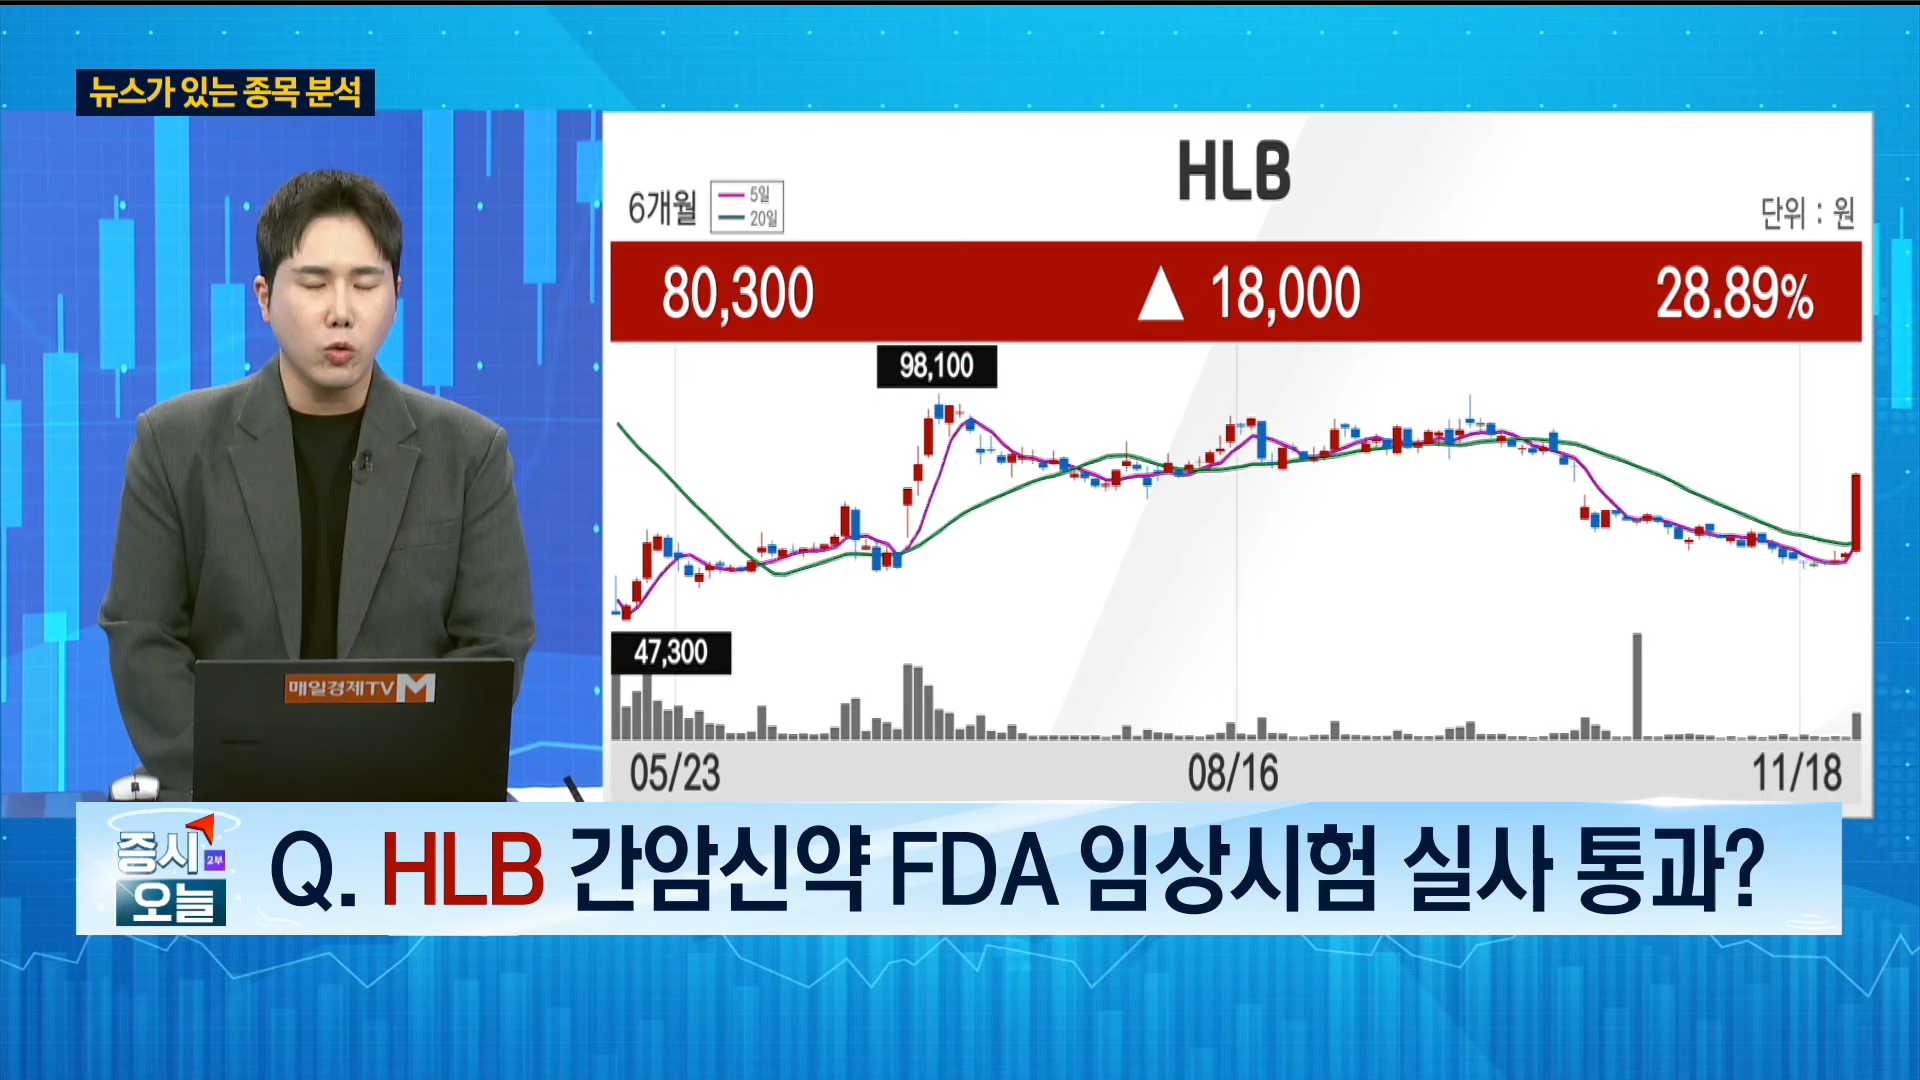 뉴스가 있는 종목 분석
HLB
6개월
5일
20일
단위 : 원
80,300 ▲ 18,000 28.89%
98,100
47,300
05/23 08/16 11/18
매일경제TV M
증시 2부
오늘
Q. HLB 간암신약 FDA 임상시험 실사 통과?